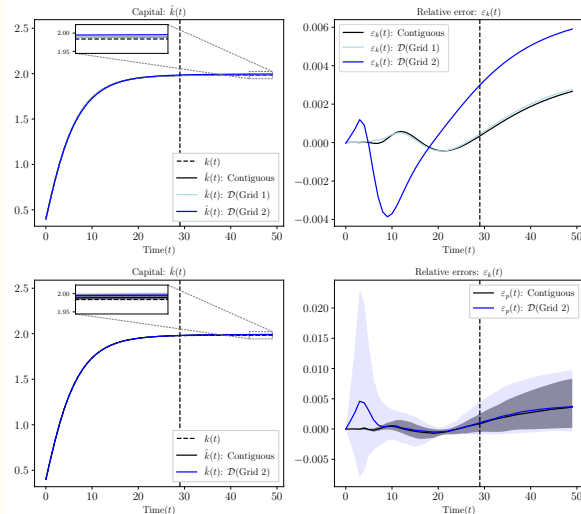 Capital: k̂(t)
2.00
1.95
2.5
2.0
1.5
1.0
0.5
k(t)
k̂(t): Contiguous
k̂(t): 𝒟(Grid 1)
k̂(t): 𝒟(Grid 2)
0 10 20 30 40 50
Time(t)
Relative error: ε_k(t)
0.006
0.004
0.002
0.000
−0.002
−0.004
ε_k(t): Contiguous
ε_k(t): 𝒟(Grid 1)
ε_k(t): 𝒟(Grid 2)
0 10 20 30 40 50
Time(t)
Capital: k̂(t)
2.00
1.95
2.5
2.0
1.5
1.0
0.5
k(t)
k̂(t): Contiguous
k̂(t): 𝒟(Grid 2)
0 10 20 30 40 50
Time(t)
Relative errors: ε_k(t)
0.020
0.015
0.010
0.005
0.000
−0.005
ε_p(t): Contiguous
ε_p(t): 𝒟(Grid 2)
0 10 20 30 40 50
Time(t)